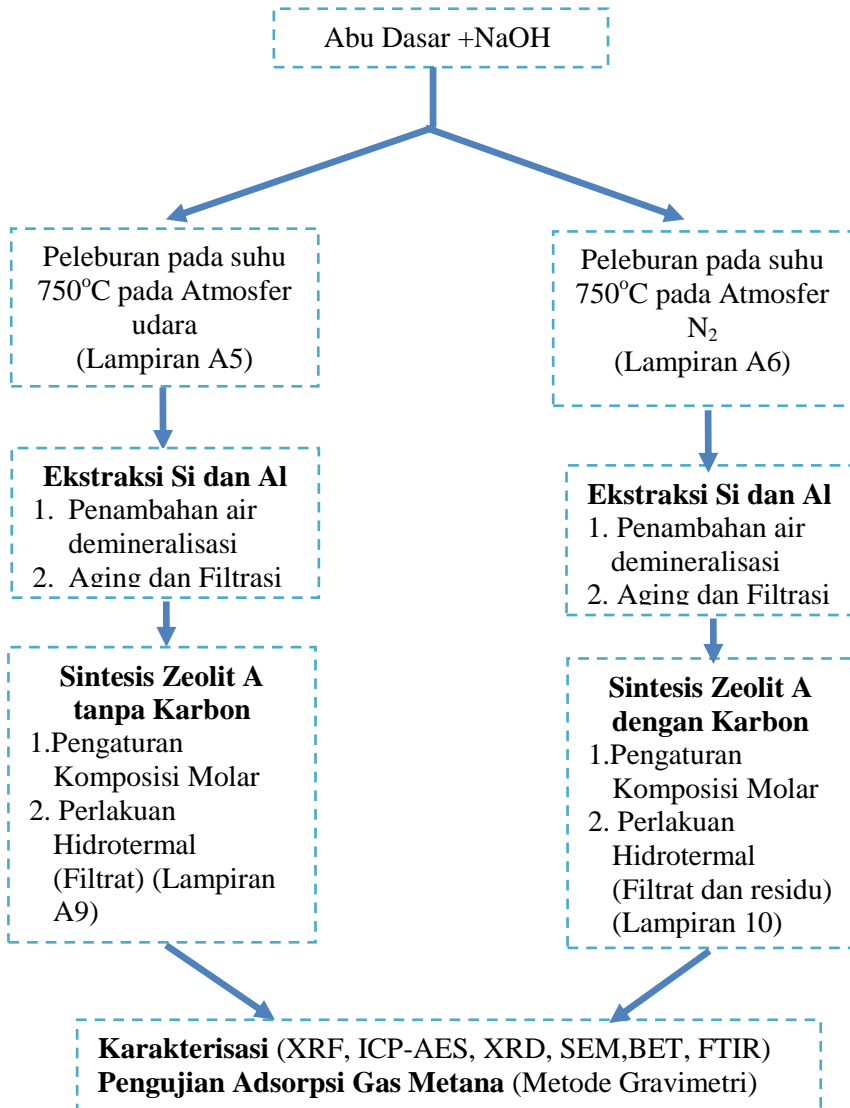 Abu Dasar +NaOH
Peleburan pada suhu
750°C pada Atmosfer
udara
(Lampiran A5)
Ekstraksi Si dan Al
1. Penambahan air
demineralisasi
2. Aging dan Filtrasi
Sintesis Zeolit A
tanpa Karbon
1.Pengaturan
Komposisi Molar
2. Perlakuan
Hidrotermal
(Filtrat) (Lampiran
A9)
Peleburan pada suhu
750°C pada Atmosfer
N₂
(Lampiran A6)
Ekstraksi Si dan Al
1. Penambahan air
demineralisasi
2. Aging dan Filtrasi
Sintesis Zeolit A
dengan Karbon
1.Pengaturan
Komposisi Molar
2. Perlakuan
Hidrotermal
(Filtrat dan residu)
(Lampiran 10)
Karakterisasi (XRF, ICP-AES, XRD, SEM,BET, FTIR)
Pengujian Adsorpsi Gas Metana (Metode Gravimetri)